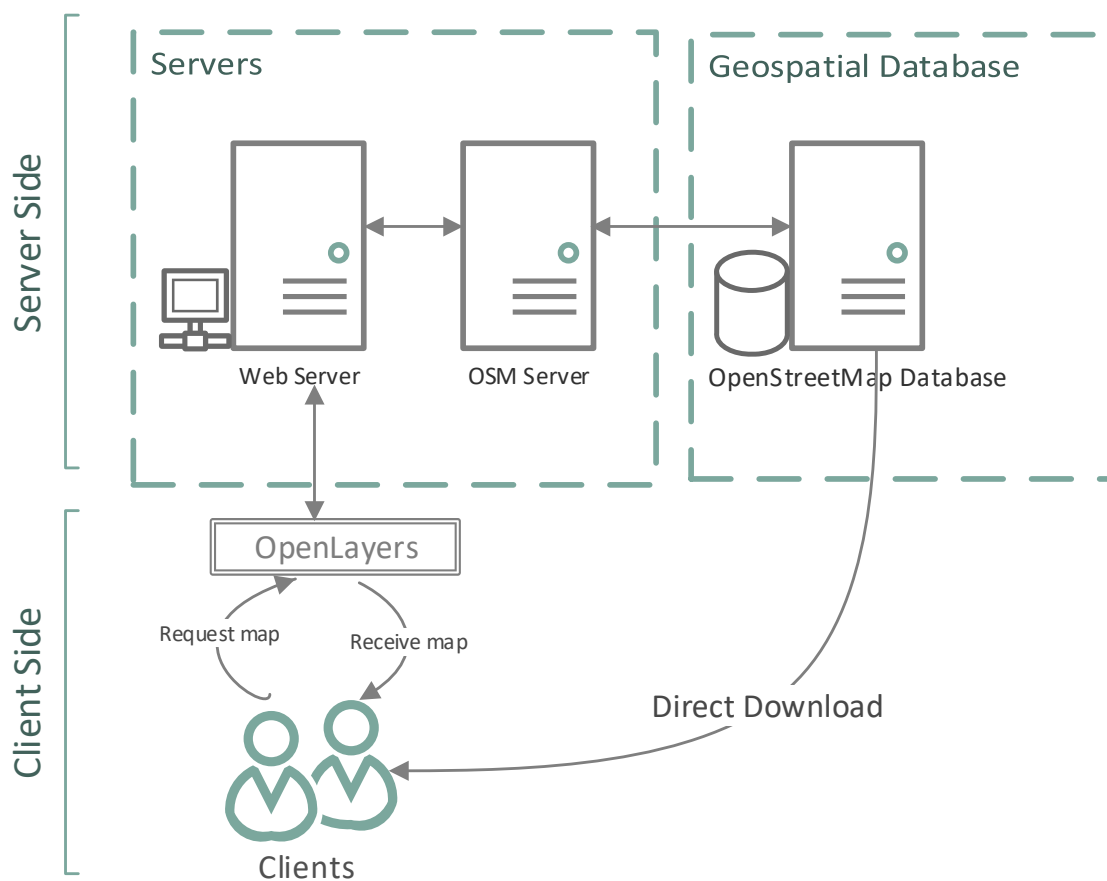 Server Side
Servers
Geospatial Database
Web Server
OSM Server
OpenStreetMap Database
Client Side
OpenLayers
Request map
Receive map
Direct Download
Clients